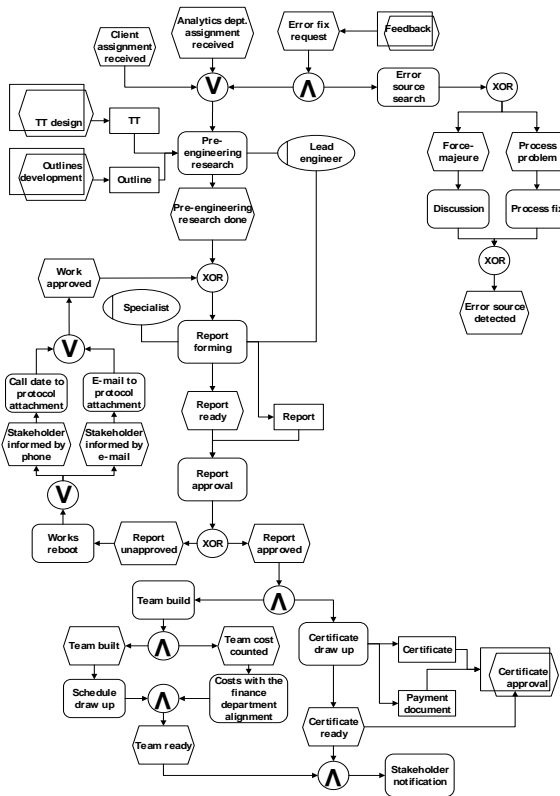 Analytics dept.
assignment
received
Client
assignment
received
Error fix
request
Feedback
V
Λ
Error
source
search
XOR
TT design
TT
Pre-
engineering
research
Lead
engineer
Force-
majeure
Process
problem
Outlines
development
Outline
Discussion
Process fix
Pre-engineering
research done
XOR
Work
approved
XOR
Error source
detected
Specialist
Report
forming
V
Call date to
protocol
attachment
E-mail to
protocol
attachment
Report
ready
Report
Stakeholder
informed by
phone
Stakeholder
informed by
e-mail
Report
approval
V
Works
reboot
Report
unapproved
XOR
Report
approved
Team build
Λ
Team built
Λ
Team cost
counted
Certificate
draw up
Certificate
Certificate
approval
Schedule
draw up
Λ
Costs with the
finance
department
alignment
Payment
document
Certificate
ready
Team ready
Λ
Stakeholder
notification